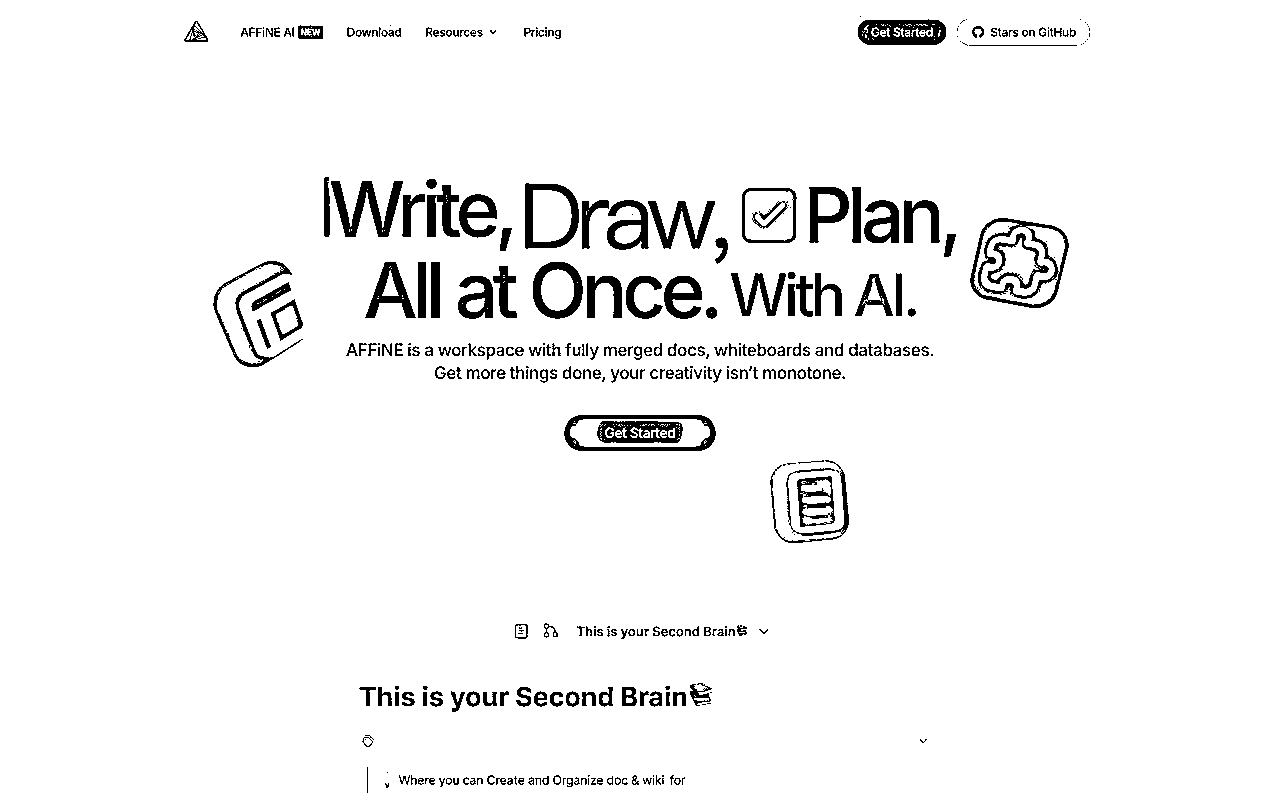 AFFiNE AI NEW Download Resources Pricing Get Started Stars on GitHub
Write, Draw, Plan,
All at Once. With AI.
AFFiNE is a workspace with fully merged docs, whiteboards and databases.
Get more things done, your creativity isn't monotone.
Get Started
This is your Second Brain
This is your Second Brain
Where you can Create and Organize doc & wiki for